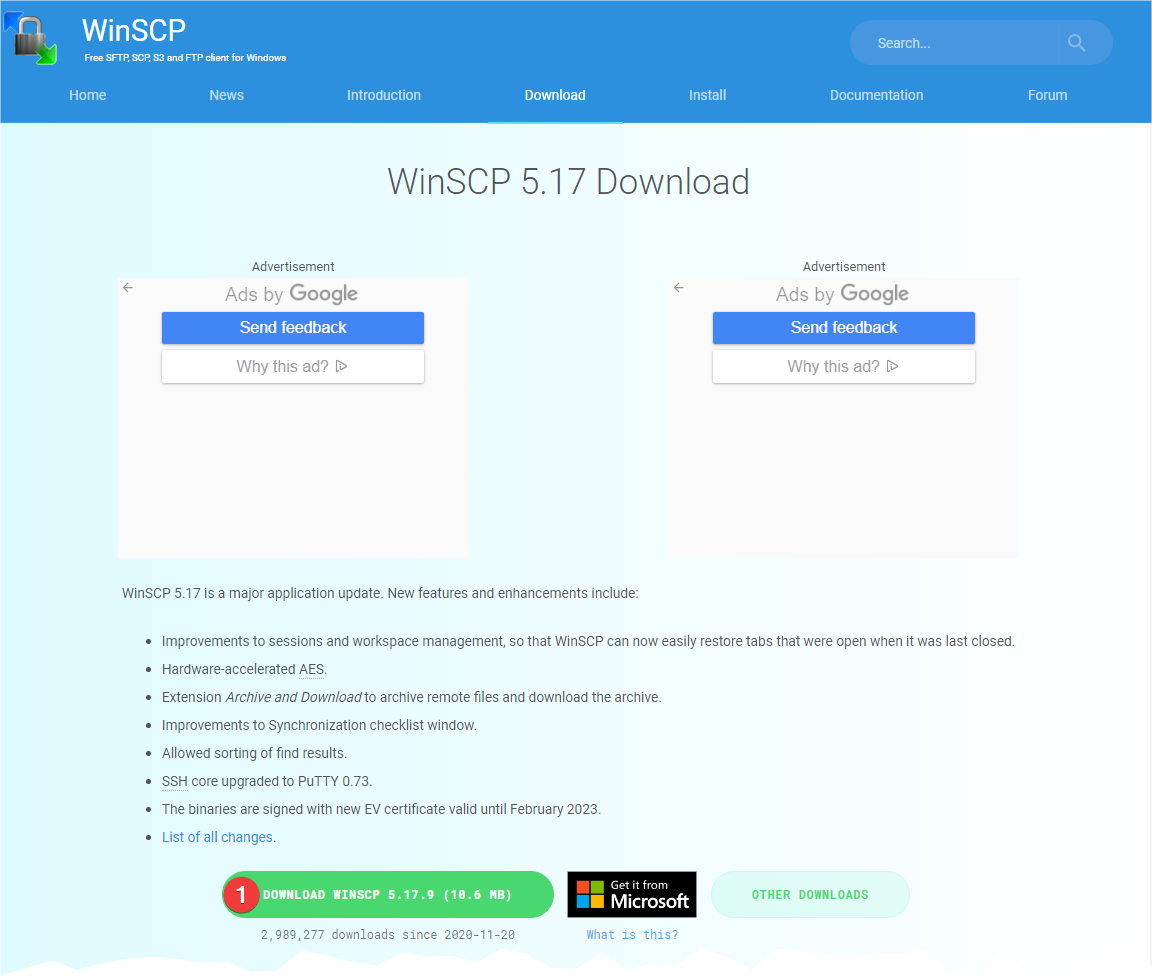 WinSCP
Free SFTP, SCP, S3 and FTP client for Windows
Search...
Home News Introduction Download Install Documentation Forum
WinSCP 5.17 Download
Advertisement
Ads by Google
Send feedback
Why this ad?
Advertisement
Ads by Google
Send feedback
Why this ad?
WinSCP 5.17 is a major application update. New features and enhancements include:
Improvements to sessions and workspace management, so that WinSCP can now easily restore tabs that were open when it was last closed.
Hardware-accelerated AES.
Extension Archive and Download to archive remote files and download the archive.
Improvements to Synchronization checklist window.
Allowed sorting of find results.
SSH core upgraded to PuTTY 0.73.
The binaries are signed with new EV certificate valid until February 2023.
List of all changes.
1 DOWNLOAD WINSCP 5.17.9 (10.6 MB)
2,989,277 downloads since 2020-11-20
Get it from
Microsoft
What is this?
OTHER DOWNLOADS